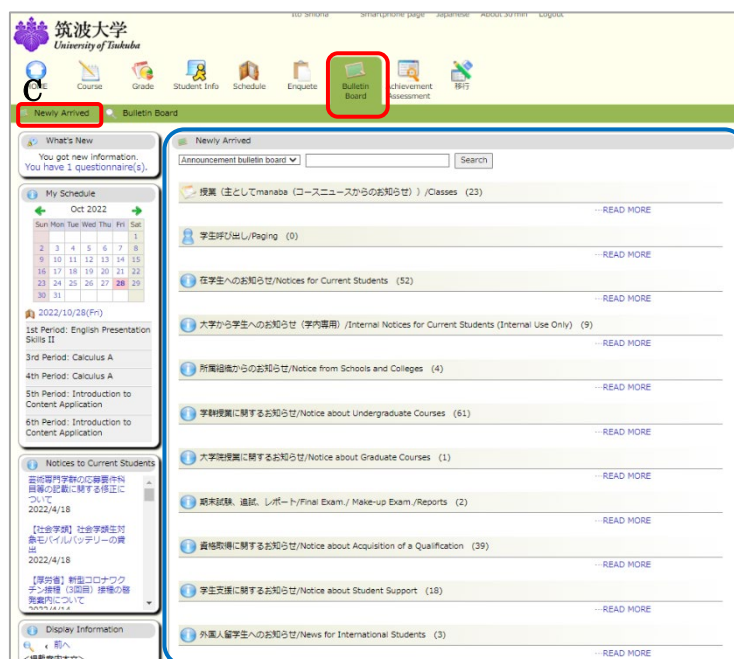 Ito Shioria Smartphone page Japanese About 30min Logout
筑波大学
University of Tsukuba
HOME Course Grade Student Info Schedule Enquete Bulletin Board Achievement Assessment 移行
C
Newly Arrived Bulletin Board
What's New
You got new information.
You have 1 questionnaire(s).
My Schedule
Oct 2022
Sun Mon Tue Wed Thu Fri Sat
1
2 3 4 5 6 7 8
9 10 11 12 13 14 15
16 17 18 19 20 21 22
23 24 25 26 27 28 29
30 31
2022/10/28(Fri)
1st Period: English Presentation
Skills II
3rd Period: Calculus A
4th Period: Calculus A
5th Period: Introduction to
Content Application
6th Period: Introduction to
Content Application
Notices to Current Students
芸術専門学群の応募要件科
目等の記載に関する修正に
ついて
2022/4/18
【社会学類】社会学類生対
象モバイルバッテリーの貸
出
2022/4/18
【厚労省】新型コロナワク
チン接種（3回目）接種の啓
発案内について
2022/4/14
Display Information
前へ
<掲載案内本文>
Newly Arrived
Announcement bulletin board Search
授業（主としてmanaba（コースニュースからのお知らせ））/Classes (23)
···READ MORE
学生呼び出し/Paging (0)
···READ MORE
在学生へのお知らせ/Notices for Current Students (52)
···READ MORE
大学から学生へのお知らせ（学内専用）/Internal Notices for Current Students (Internal Use Only) (9)
···READ MORE
所属組織からのお知らせ/Notice from Schools and Colleges (4)
···READ MORE
学群授業に関するお知らせ/Notice about Undergraduate Courses (61)
···READ MORE
大学院授業に関するお知らせ/Notice about Graduate Courses (1)
···READ MORE
期末試験、追試、レポート/Final Exam./ Make-up Exam./Reports (2)
···READ MORE
資格取得に関するお知らせ/Notice about Acquisition of a Qualification (39)
···READ MORE
学生支援に関するお知らせ/Notice about Student Support (18)
···READ MORE
外国人留学生へのお知らせ/News for International Students (3)
···READ MORE